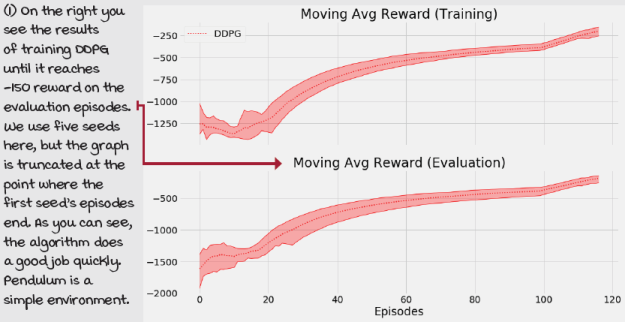 (1) On the right you
see the results
of training DDPG
until it reaches
-150 reward on the
evaluation episodes.
We use five seeds
here, but the graph
is truncated at the
point where the
first seed's episodes
end. As you can see,
the algorithm does
a good job quickly.
Pendulum is a
simple environment.
Moving Avg Reward (Training)
DDPG
−250
−500
−750
−1000
−1250
Moving Avg Reward (Evaluation)
−500
−1000
−1500
−2000
0 20 40 60 80 100 120
Episodes